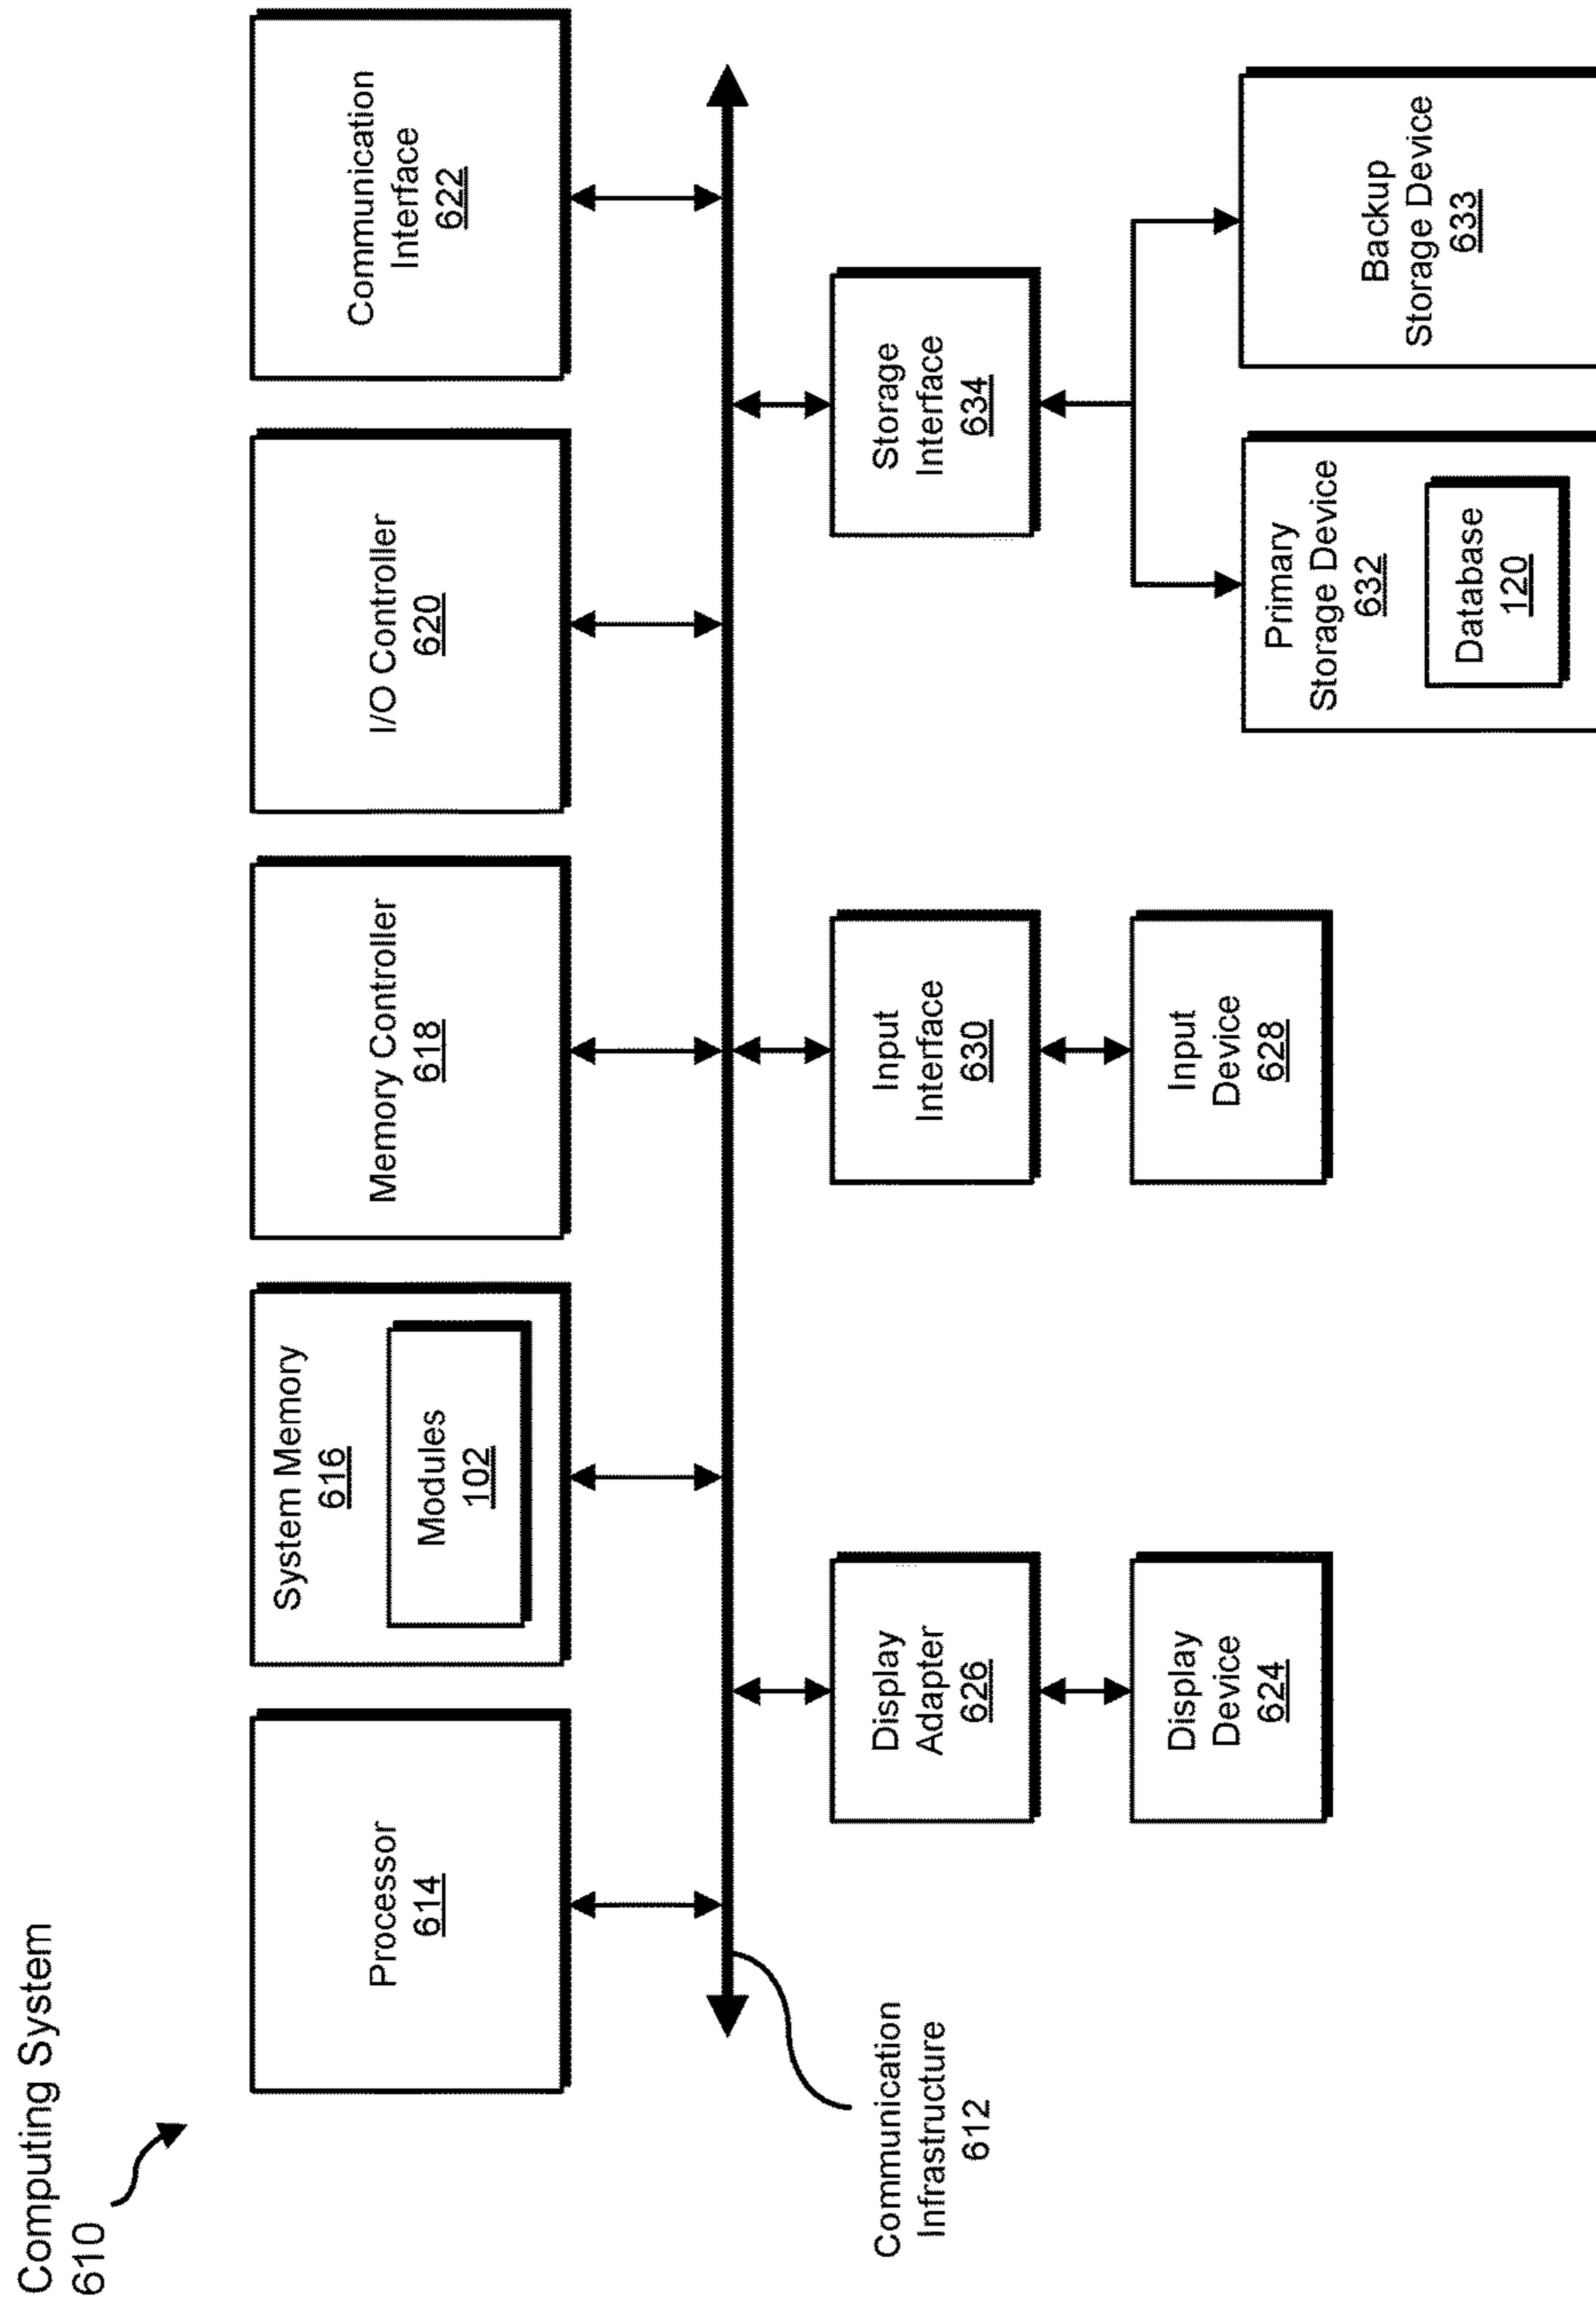 Computing System
610
Processor
614
System Memory
616
Modules
102
Memory Controller
618
I/O Controller
620
Communication
Interface
622
Communication
Infrastructure
612
Display
Adapter
626
Input
Interface
630
Storage
Interface
634
Display
Device
624
Input
Device
628
Primary
Storage Device
632
Database
120
Backup
Storage Device
633